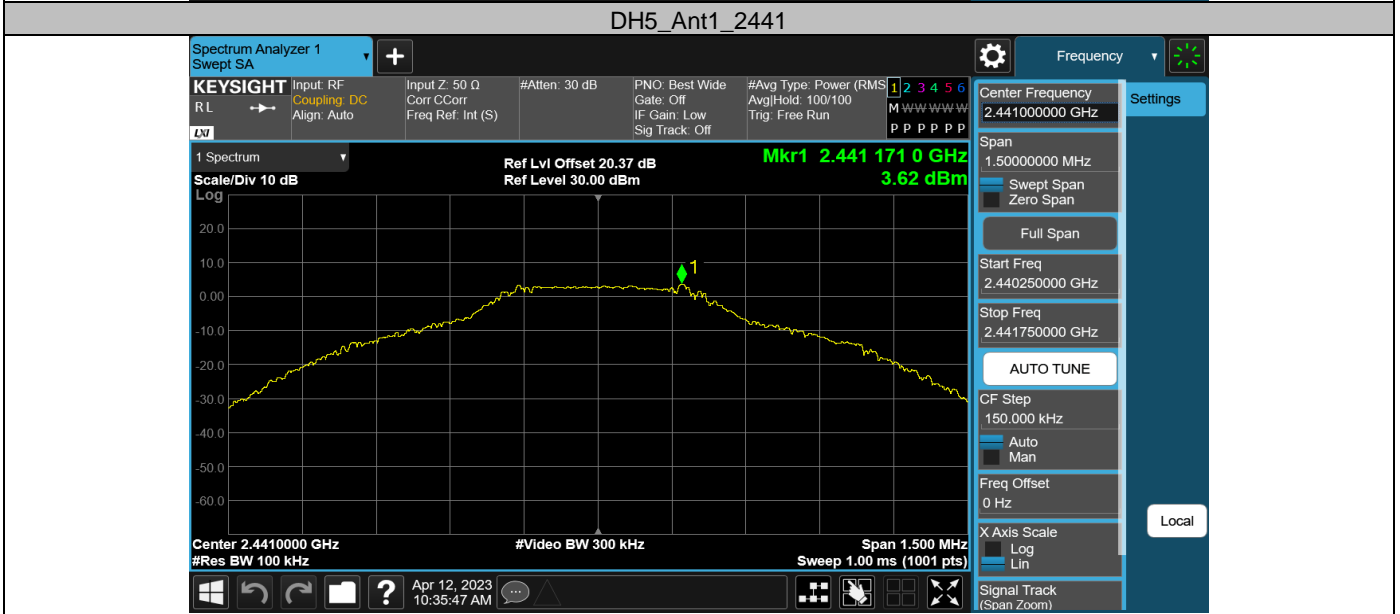 DH5_Ant1_2441
Spectrum Analyzer 1
Swept SA
Frequency
KEYSIGHT
R L
LXI
Input: RF
Coupling: DC
Align: Auto
Input Z: 50 Ω
Corr CCorr
Freq Ref: Int (S)
#Atten: 30 dB
PNO: Best Wide
Gate: Off
IF Gain: Low
Sig Track: Off
#Avg Type: Power (RMS
Avg|Hold: 100/100
Trig: Free Run
1 2 3 4 5 6
M W W W W W
P P P P P P
1 Spectrum
Scale/Div 10 dB
Log
Ref Lvl Offset 20.37 dB
Ref Level 30.00 dBm
Mkr1 2.441 171 0 GHz
3.62 dBm
20.0
10.0
0.00
-10.0
-20.0
-30.0
-40.0
-50.0
-60.0
1
Center 2.4410000 GHz
#Res BW 100 kHz
#Video BW 300 kHz
Span 1.500 MHz
Sweep 1.00 ms (1001 pts)
Center Frequency
2.441000000 GHz
Span
1.50000000 MHz
Swept Span
Zero Span
Full Span
Start Freq
2.440250000 GHz
Stop Freq
2.441750000 GHz
AUTO TUNE
CF Step
150.000 kHz
Auto
Man
Freq Offset
0 Hz
X Axis Scale
Log
Lin
Signal Track
(Span Zoom)
Settings
Local
?
Apr 12, 2023
10:35:47 AM